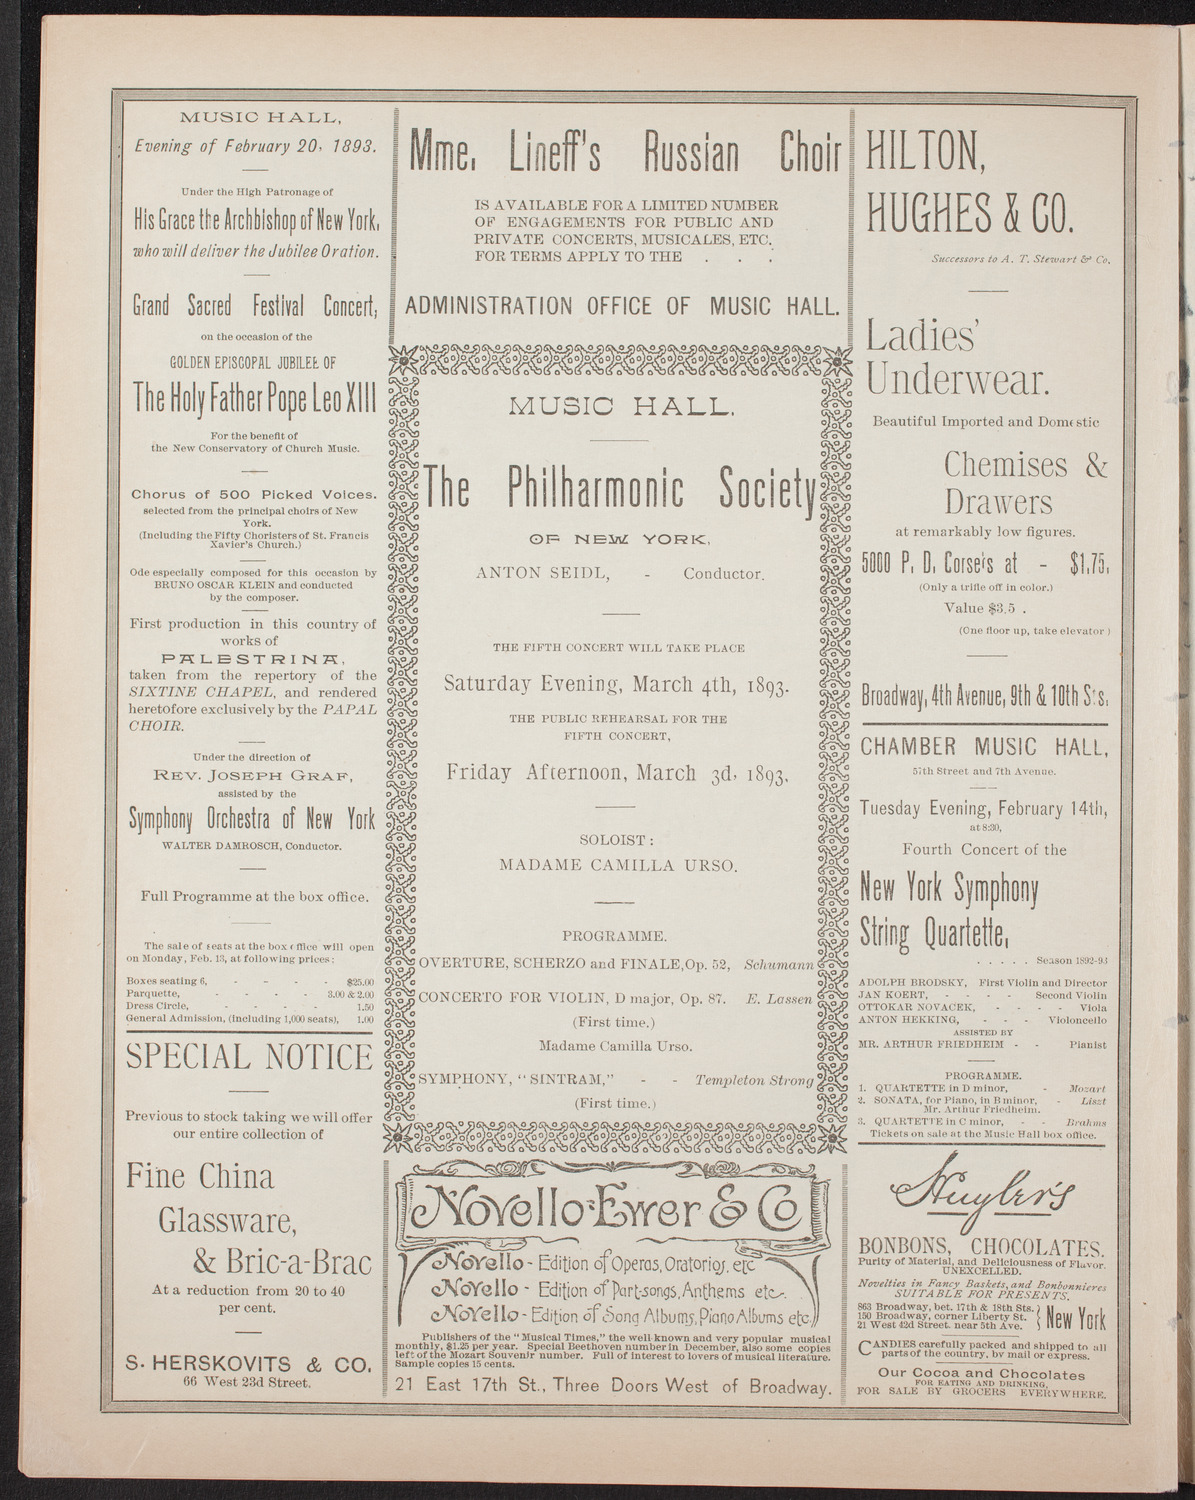 MUSIC HALL,
Evening of February 20, 1893.
Under the High Patronage of
His Grace the Archbishop of New York,
who will deliver the Jubilee Oration.
Grand Sacred Festival Concert,
on the occasion of the
GOLDEN EPISCOPAL JUBILEE OF
The Holy Father Pope Leo XIII
For the benefit of
the New Conservatory of Church Music.
Chorus of 500 Picked Voices.
selected from the principal choirs of New
York.
(Including the Fifty Choristers of St. Francis
Xavier's Church.)
Ode especially composed for this occasion by
BRUNO OSCAR KLEIN and conducted
by the composer.
First production in this country of
works of
PALESTRINA,
taken from the repertory of the
SIXTINE CHAPEL, and rendered
heretofore exclusively by the PAPAL
CHOIR.
Under the direction of
REV. JOSEPH GRAF,
assisted by the
Symphony Orchestra of New York
WALTER DAMROSCH, Conductor.
Full Programme at the box office.
The sale of seats at the box office will open
on Monday, Feb. 13, at following prices:
Boxes seating 6, - - - - $25.00
Parquette, - - - - 3.00 & 2.00
Dress Circle, - - - - 1.50
General Admission, (including 1,000 seats), 1.00
SPECIAL NOTICE
Previous to stock taking we will offer
our entire collection of
Fine China
Glassware,
& Bric-a-Brac
At a reduction from 20 to 40
per cent.
S. HERSKOVITS & CO.
66 West 23d Street.
Mme. Lineff's Russian Choir
IS AVAILABLE FOR A LIMITED NUMBER
OF ENGAGEMENTS FOR PUBLIC AND
PRIVATE CONCERTS, MUSICALES, ETC.
FOR TERMS APPLY TO THE . . .
ADMINISTRATION OFFICE OF MUSIC HALL.
MUSIC HALL.
The Philharmonic Society
OF NEW YORK,
ANTON SEIDL, - Conductor.
THE FIFTH CONCERT WILL TAKE PLACE
Saturday Evening, March 4th, 1893.
THE PUBLIC REHEARSAL FOR THE
FIFTH CONCERT,
Friday Afternoon, March 3d, 1893.
SOLOIST:
MADAME CAMILLA URSO.
PROGRAMME.
OVERTURE, SCHERZO and FINALE, Op. 52, Schumann
CONCERTO FOR VIOLIN, D major, Op. 87. E. Lassen
(First time.)
Madame Camilla Urso.
SYMPHONY, "SINTRAM," - - Templeton Strong
(First time.)
Novello Ewer & Co
Novello - Edition of Operas, Oratorios, etc
Novello - Edition of Part-songs, Anthems etc.
Novello - Edition of Song Albums, Piano Albums etc.
Publishers of the "Musical Times," the well-known and very popular musical
monthly, $1.25 per year. Special Beethoven number in December, also some copies
left of the Mozart Souvenir number. Full of interest to lovers of musical literature.
Sample copies 15 cents.
21 East 17th St., Three Doors West of Broadway.
HILTON,
HUGHES & CO.
Successors to A. T. Stewart & Co.
Ladies'
Underwear.
Beautiful Imported and Domestic
Chemises &
Drawers
at remarkably low figures.
5000 P. D. Corsets at - $1.75,
(Only a trifle off in color.)
Value $3.5 .
(One floor up, take elevator )
Broadway, 4th Avenue, 9th & 10th Sts.
CHAMBER MUSIC HALL,
57th Street and 7th Avenue.
Tuesday Evening, February 14th,
at 8:30,
Fourth Concert of the
New York Symphony
String Quartette,
. . . . . Season 1892-93
ADOLPH BRODSKY, First Violin and Director
JAN KOERT, - - - - Second Violin
OTTOKAR NOVACEK, - - - - Viola
ANTON HEKKING, - - - Violoncello
ASSISTED BY
MR. ARTHUR FRIEDHEIM - - Pianist
PROGRAMME.
1. QUARTETTE in D minor, - Mozart
2. SONATA, for Piano, in B minor, - Liszt
Mr. Arthur Friedheim.
3. QUARTETTE in C minor, - - Brahms
Tickets on sale at the Music Hall box office.
Huyler's
BONBONS, CHOCOLATES.
Purity of Material, and Deliciousness of Flavor.
UNEXCELLED.
Novelties in Fancy Baskets, and Bonbonnieres
SUITABLE FOR PRESENTS.
863 Broadway, bet. 17th & 18th Sts.
150 Broadway, corner Liberty St.
21 West 42d Street. near 5th Ave.
New York
CANDIES carefully packed and shipped to all
parts of the country, by mail or express.
Our Cocoa and Chocolates
FOR EATING AND DRINKING,
FOR SALE BY GROCERS EVERYWHERE.